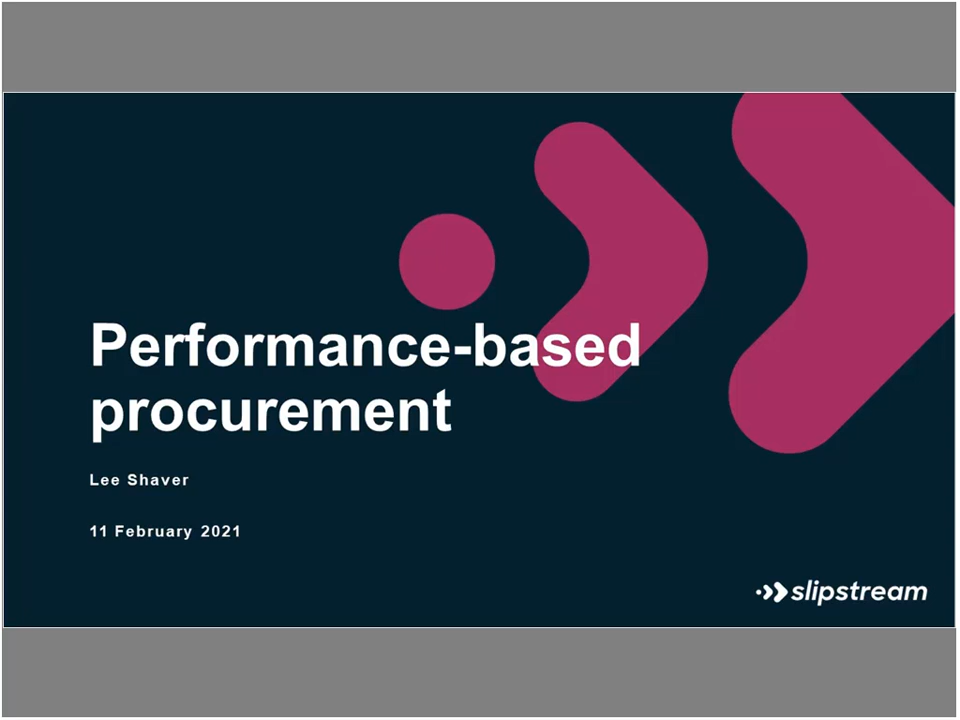 Performance-based
procurement
Lee Shaver
11 February 2021
slipstream